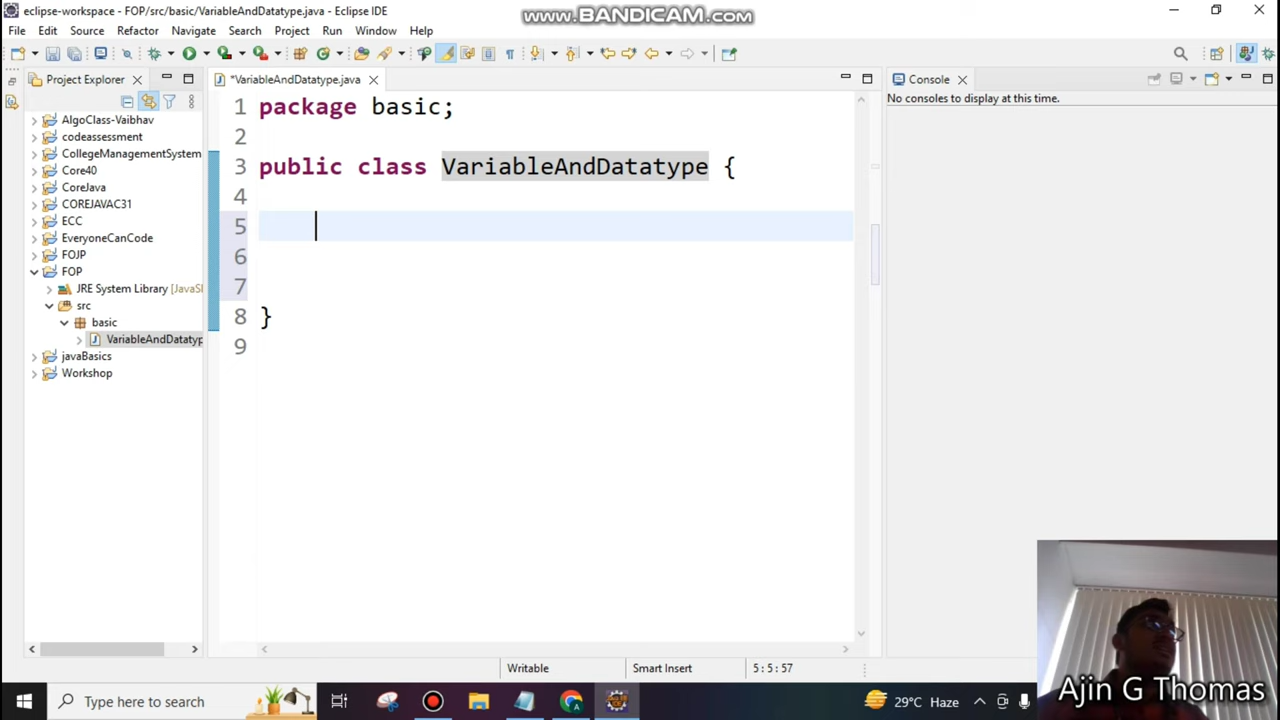 eclipse-workspace - FOP/src/basic/VariableAndDatatype.java - Eclipse IDE
www.BANDICAM.com
File Edit Source Refactor Navigate Search Project Run Window Help
Project Explorer
*VariableAndDatatype.java
Console
No consoles to display at this time.
AlgoClass-Vaibhav
codeassessment
CollegeManagementSystem
Core40
CoreJava
COREJAVAC31
ECC
EveryoneCanCode
FOJP
FOP
JRE System Library [JavaS
src
basic
VariableAndDatatyp
javaBasics
Workshop
1 package basic;
2
3 public class VariableAndDatatype {
4
5
6
7
8 }
9
Writable
Smart Insert
5 : 5 : 57
Ajin G Thomas
Type here to search
29°C Haze